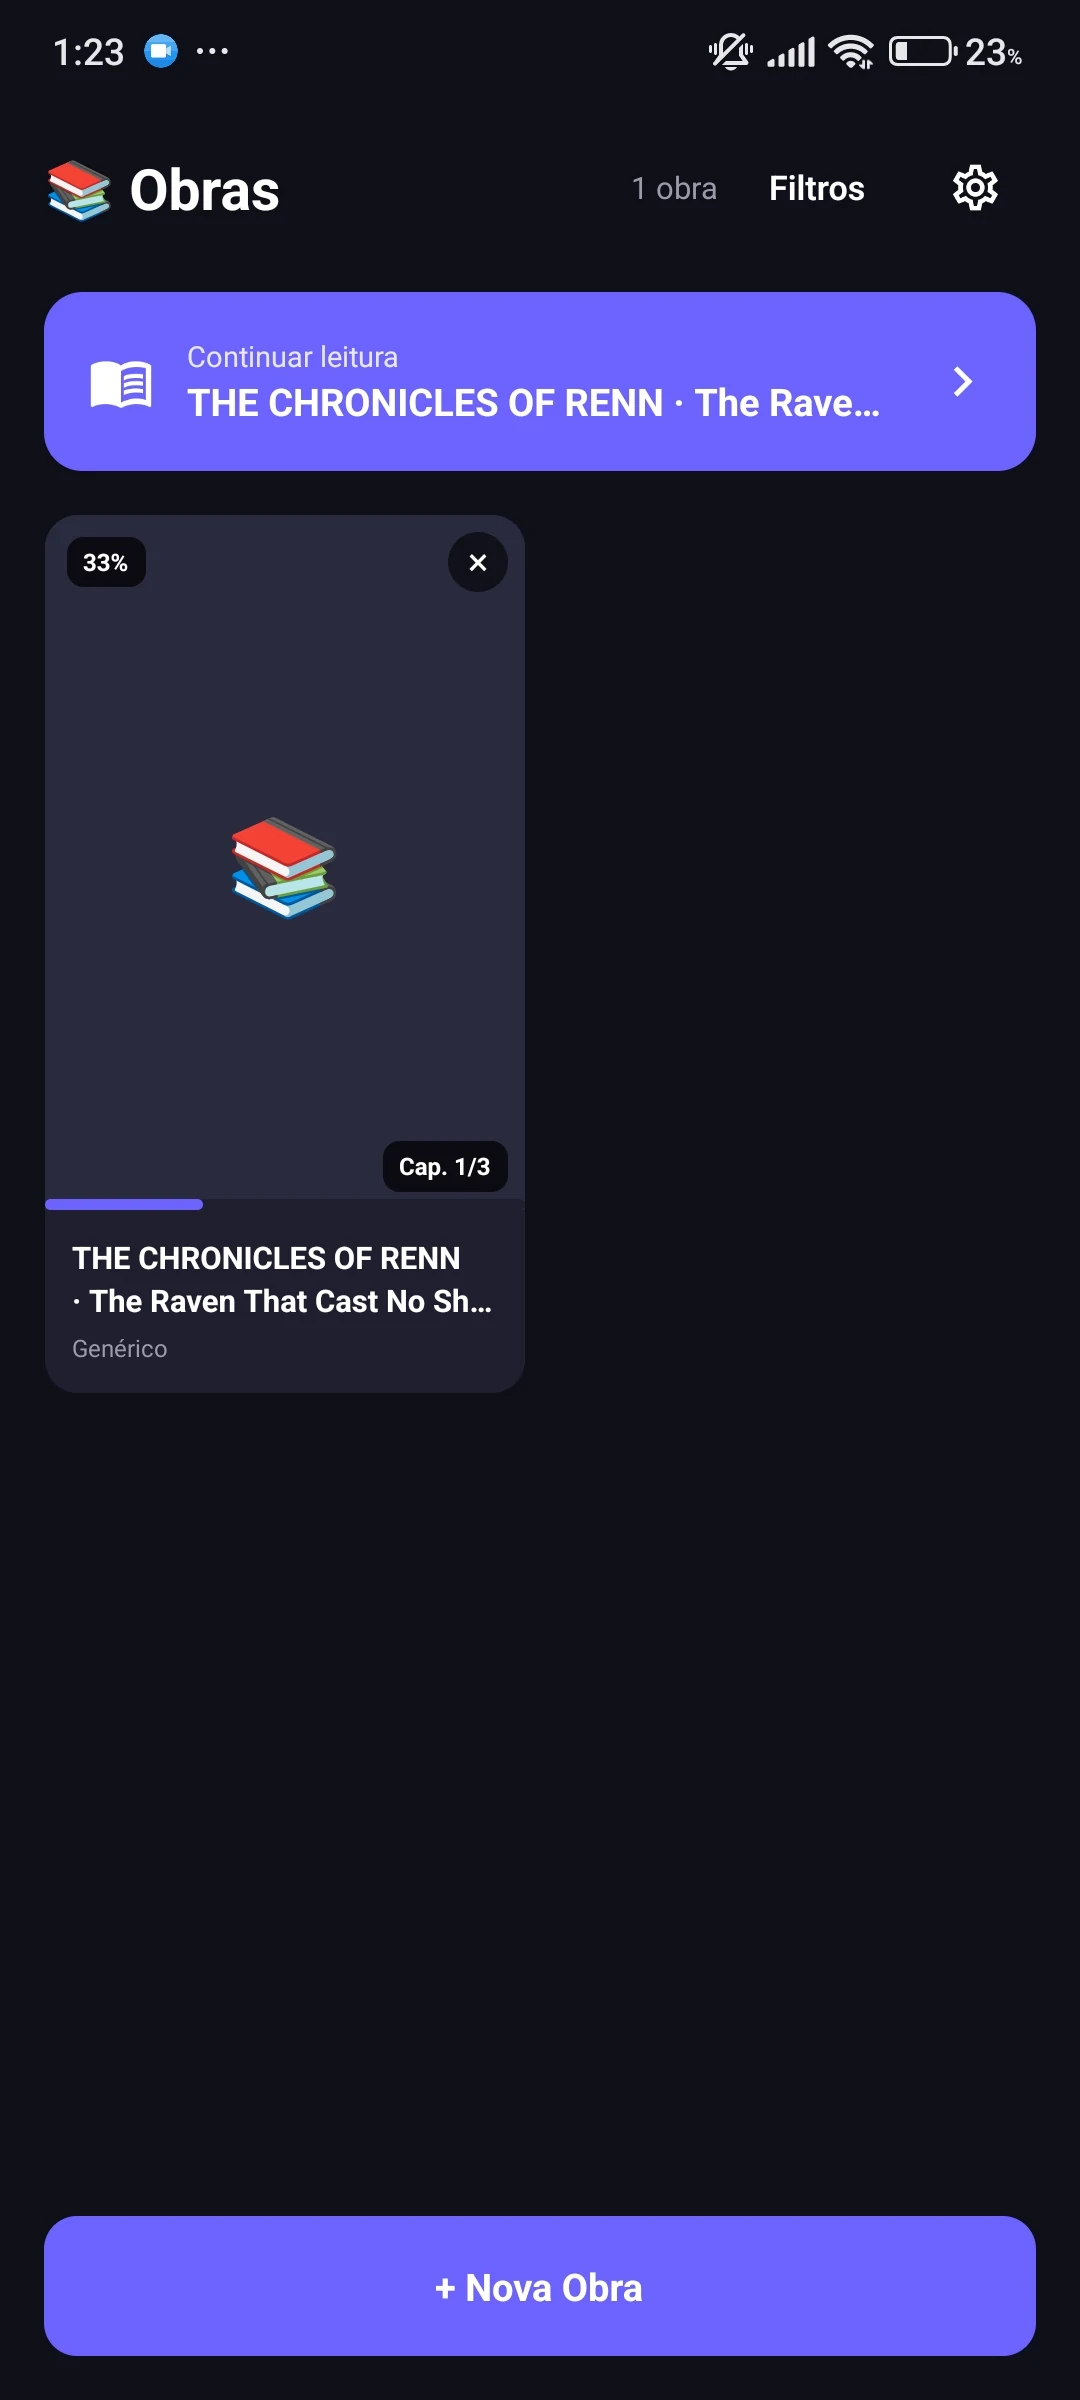 1:23
23%
Obras
1 obra
Filtros
Continuar leitura
THE CHRONICLES OF RENN · The Rave...
33%
Cap. 1/3
THE CHRONICLES OF RENN
· The Raven That Cast No Sh...
Genérico
+ Nova Obra